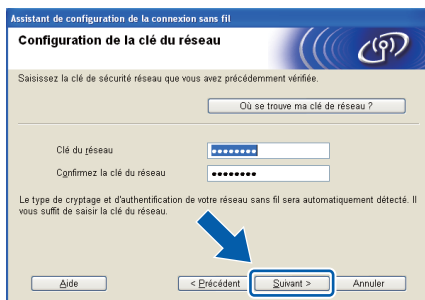 Assistant de configuration de la connexion sans fil
Configuration de la clé du réseau
Saisissez la clé de sécurité réseau que vous avez précédemment vérifiée.
Où se trouve ma clé de réseau ?
Clé du réseau
●●●●●●●●
Confirmez la clé du réseau
●●●●●●●●
Le type de cryptage et d'authentification de votre réseau sans fil sera automatiquement détecté. Il
vous suffit de saisir la clé du réseau.
Aide
< Précédent
Suivant >
Annuler